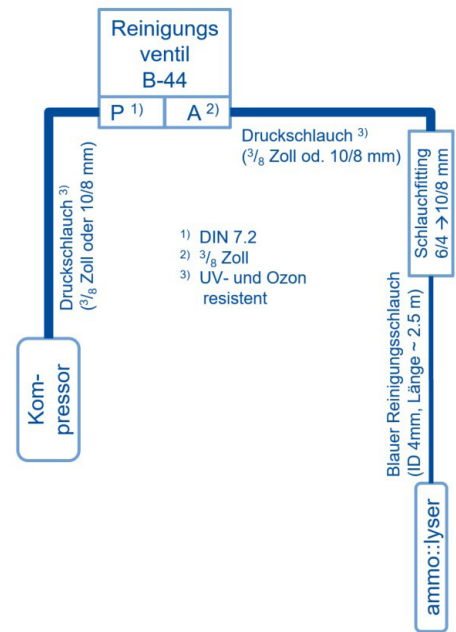 Reinigungs
ventil
B-44
P ¹⁾
A ²⁾
Druckschlauch ³⁾
(³/₈ Zoll oder 10/8 mm)
Druckschlauch ³⁾
(³/₈ Zoll od. 10/8 mm)
Schlauchfitting
6/4 → 10/8 mm
¹⁾ DIN 7.2
²⁾ ³/₈ Zoll
³⁾ UV- und Ozon
resistent
Kom-
pressor
Blauer Reinigungsschlauch
(ID 4mm, Länge ~ 2.5 m)
ammo::lyser